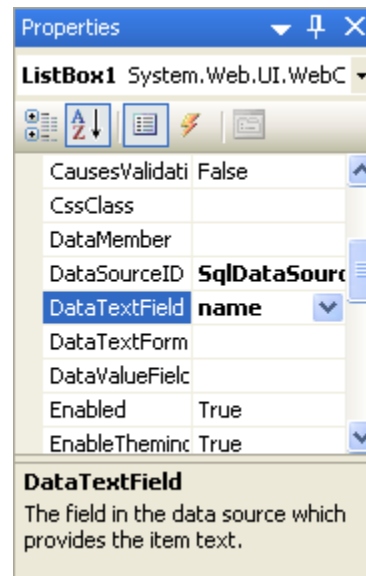 Properties
ListBox1 System.Web.UI.WebC
CausesValidati False
CssClass
DataMember
DataSourceID SqlDataSourc
DataTextField name
DataTextForm
DataValueFielc
Enabled True
EnableTheminc True
DataTextField
The field in the data source which
provides the item text.